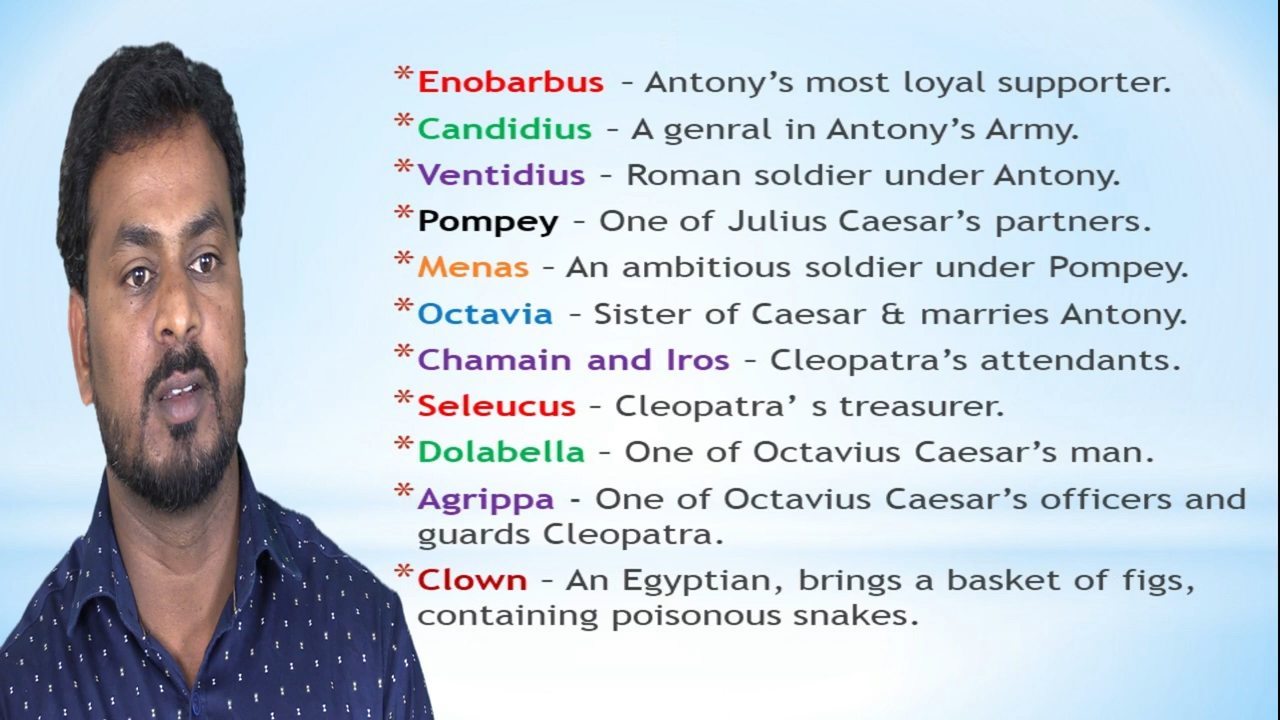 *Enobarbus – Antony’s most loyal supporter.
*Candidius – A genral in Antony’s Army.
*Ventidius – Roman soldier under Antony.
*Pompey – One of Julius Caesar’s partners.
*Menas – An ambitious soldier under Pompey.
*Octavia – Sister of Caesar & marries Antony.
*Chamain and Iros – Cleopatra’s attendants.
*Seleucus – Cleopatra’ s treasurer.
*Dolabella – One of Octavius Caesar’s man.
*Agrippa - One of Octavius Caesar’s officers and
guards Cleopatra.
*Clown – An Egyptian, brings a basket of figs,
containing poisonous snakes.